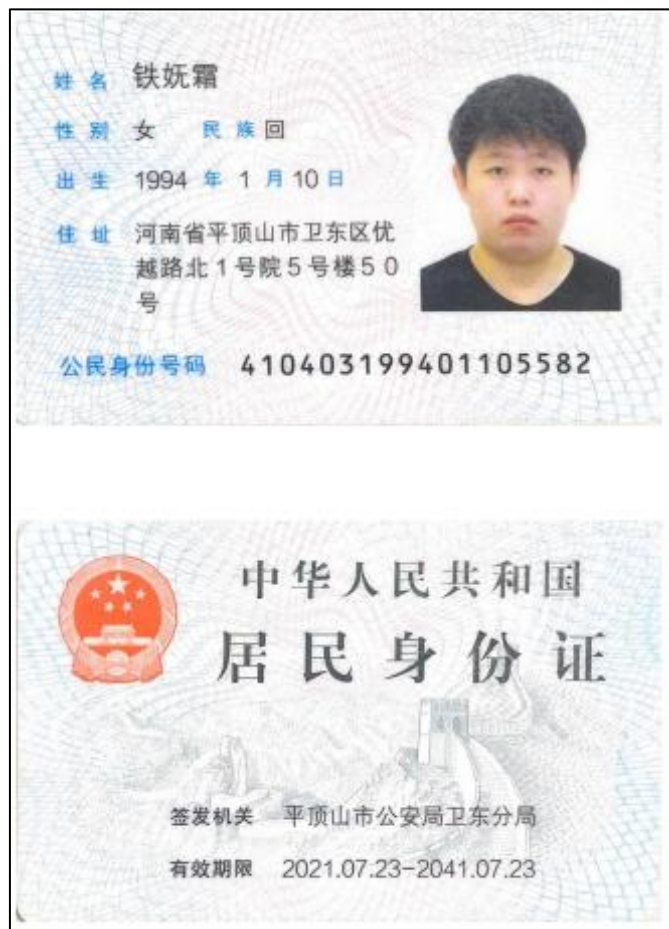 姓名 铁妩霜
性别 女 民族 回
出生 1994 年 1 月 10 日
住址 河南省平顶山市卫东区优
越路北1号院5号楼50
号
公民身份号码 410403199401105582
中华人民共和国
居民身份证
签发机关 平顶山市公安局卫东分局
有效期限 2021.07.23-2041.07.23